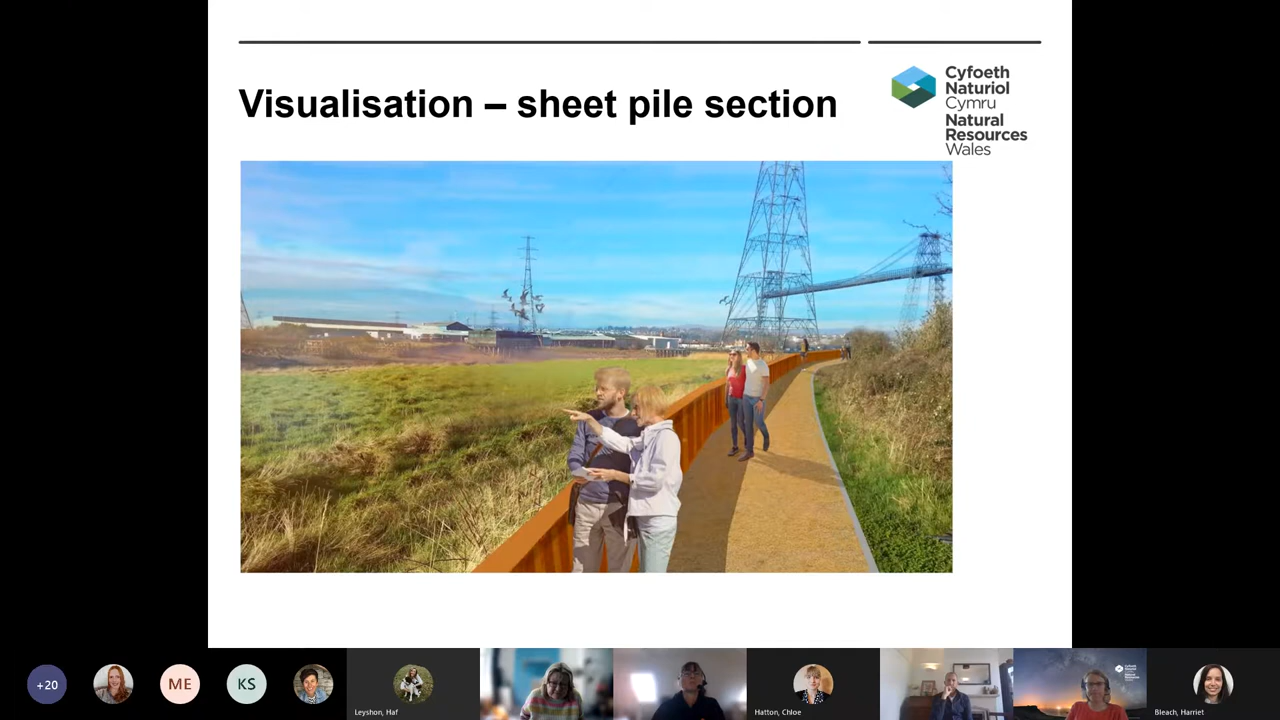 Visualisation – sheet pile section
Cyfoeth
Naturiol
Cymru
Natural
Resources
Wales
+20
ME
KS
Leyshon, Haf
Hatton, Chloe
Bleach, Harriet